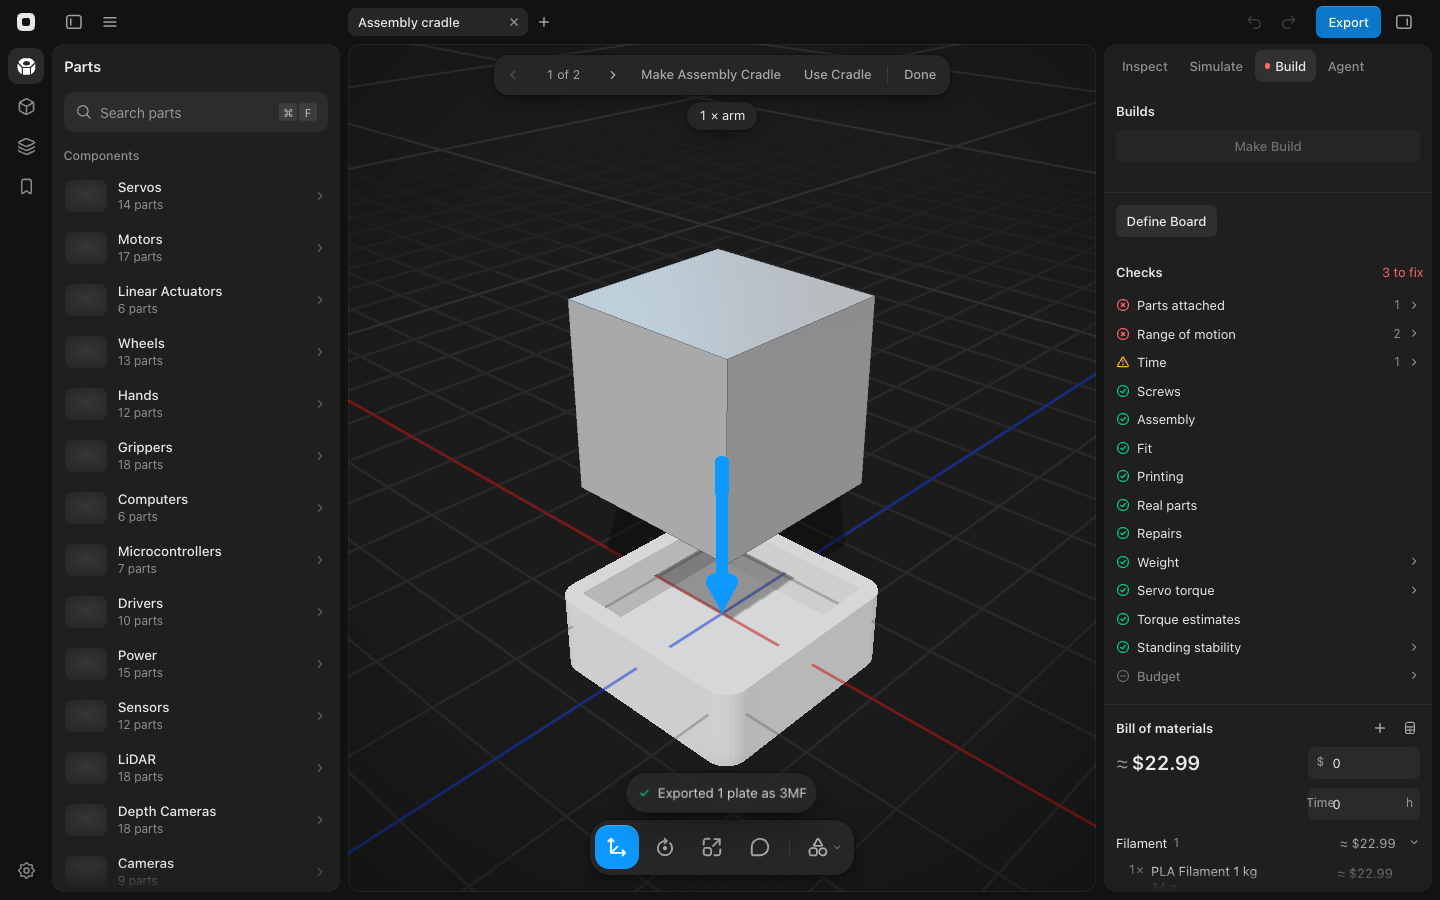 Assembly cradle
Export
Parts
Search parts
⌘ F
Components
Servos
14 parts
Motors
17 parts
Linear Actuators
6 parts
Wheels
13 parts
Hands
12 parts
Grippers
18 parts
Computers
6 parts
Microcontrollers
7 parts
Drivers
10 parts
Power
15 parts
Sensors
12 parts
LiDAR
18 parts
Depth Cameras
18 parts
Cameras
9 parts
1 of 2
Make Assembly Cradle
Use Cradle
Done
1 × arm
Exported 1 plate as 3MF
Inspect
Simulate
Build
Agent
Builds
Make Build
Define Board
Checks
3 to fix
Parts attached 1
Range of motion 2
Time 1
Screws
Assembly
Fit
Printing
Real parts
Repairs
Weight
Servo torque
Torque estimates
Standing stability
Budget
Bill of materials
≈ $22.99
$ 0
Time 0 h
Filament 1 ≈ $22.99
1× PLA Filament 1 kg ≈ $22.99
14 g